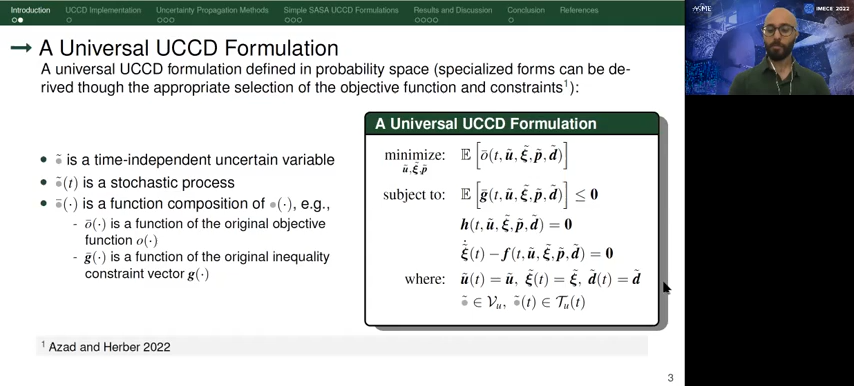 Introduction UCCD Implementation Uncertainty Propagation Methods Simple SASA UCCD Formulations Results and Discussion Conclusion References
ASME IMECE 2022
→ A Universal UCCD Formulation
A universal UCCD formulation defined in probability space (specialized forms can be de-
rived though the appropriate selection of the objective function and constraints¹):
• •̃ is a time-independent uncertain variable
• •̃(t) is a stochastic process
• •̄(·) is a function composition of •(·), e.g.,
- ō(·) is a function of the original objective
function o(·)
- ḡ(·) is a function of the original inequality
constraint vector g(·)
A Universal UCCD Formulation
minimize: 𝔼[ō(t, ũ, ξ̃, p̃, d̃)]
ũ,ξ̃,p̃
subject to: 𝔼[ḡ(t, ũ, ξ̃, p̃, d̃)] ≤ 0
h(t, ũ, ξ̃, p̃, d̃) = 0
ξ̃̇(t) − f(t, ũ, ξ̃, p̃, d̃) = 0
where: ũ(t) = ũ, ξ̃(t) = ξ̃, d̃(t) = d̃
•̃ ∈ 𝒱ᵤ, •̃(t) ∈ 𝒯ᵤ(t)
¹ Azad and Herber 2022
3